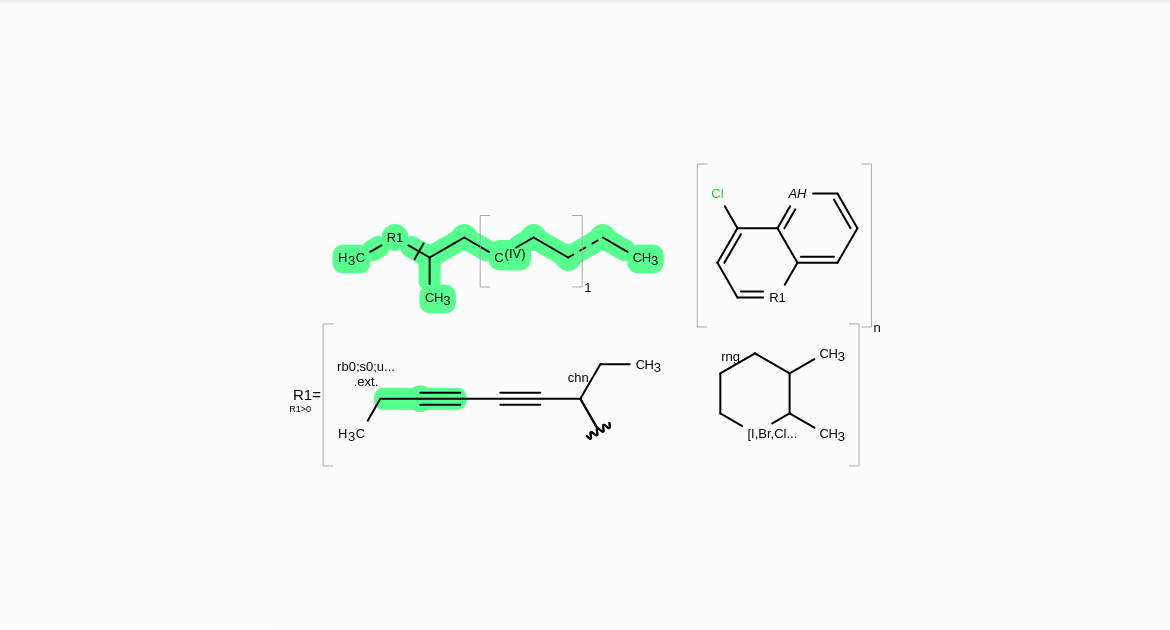 Cl
AH
R1
H3C
C(IV)
CH3
1
CH3
R1
n
rb0;s0;u...
.ext.
chn
CH3
rng
CH3
R1=
R1>0
H3C
[I,Br,Cl...
CH3